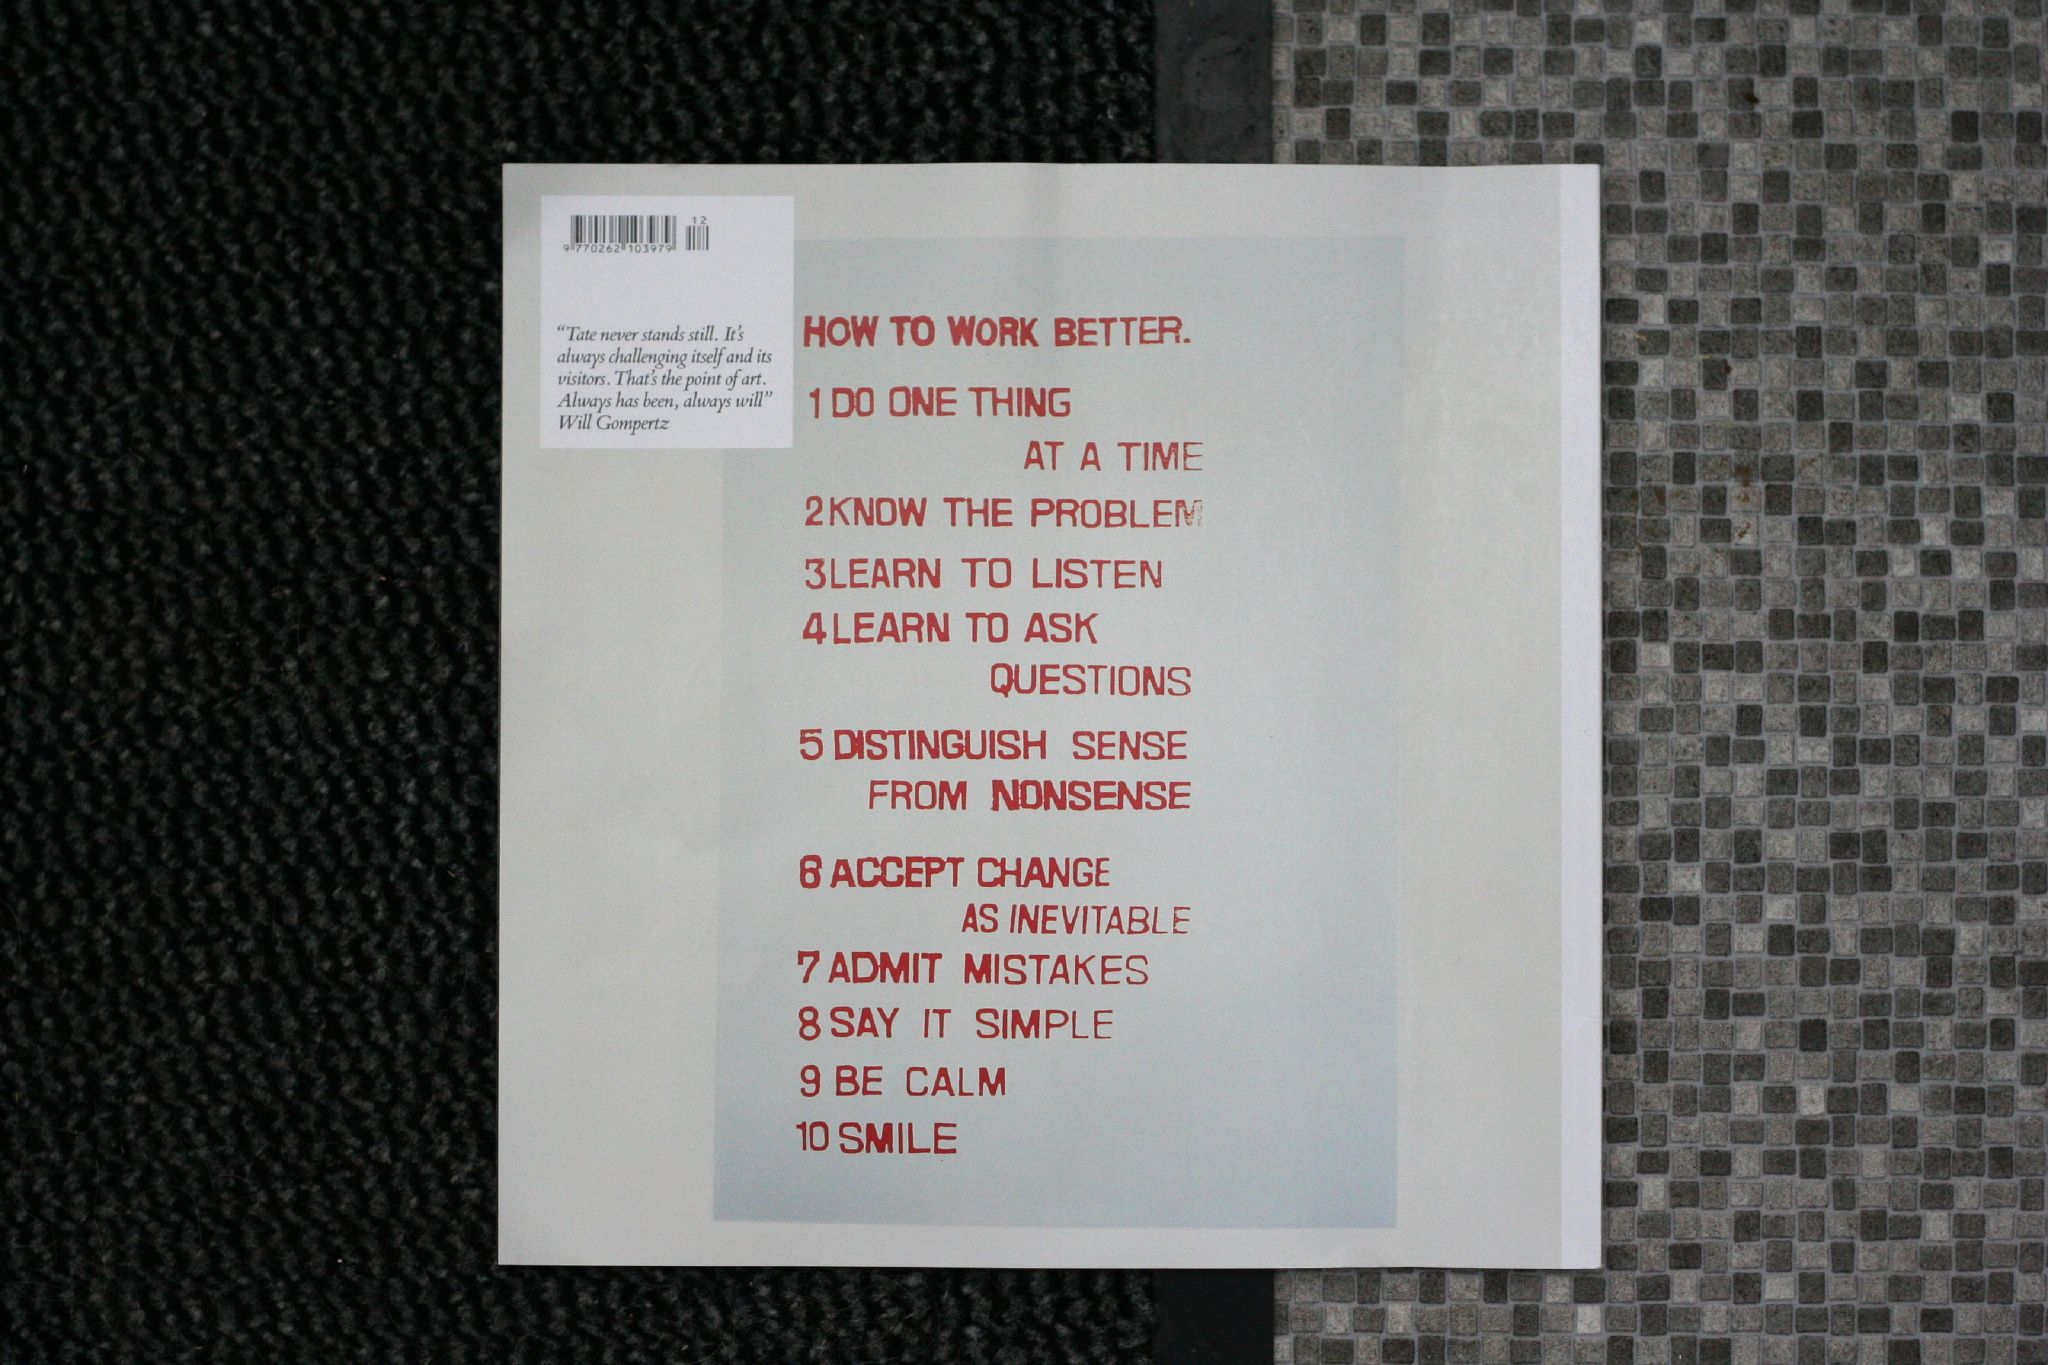 12
9 770262 103979
“Tate never stands still. It’s
always challenging itself and its
visitors. That’s the point of art.
Always has been, always will”
Will Gompertz
HOW TO WORK BETTER.
1 DO ONE THING
AT A TIME
2 KNOW THE PROBLEM
3 LEARN TO LISTEN
4 LEARN TO ASK
QUESTIONS
5 DISTINGUISH SENSE
FROM NONSENSE
6 ACCEPT CHANGE
AS INEVITABLE
7 ADMIT MISTAKES
8 SAY IT SIMPLE
9 BE CALM
10 SMILE